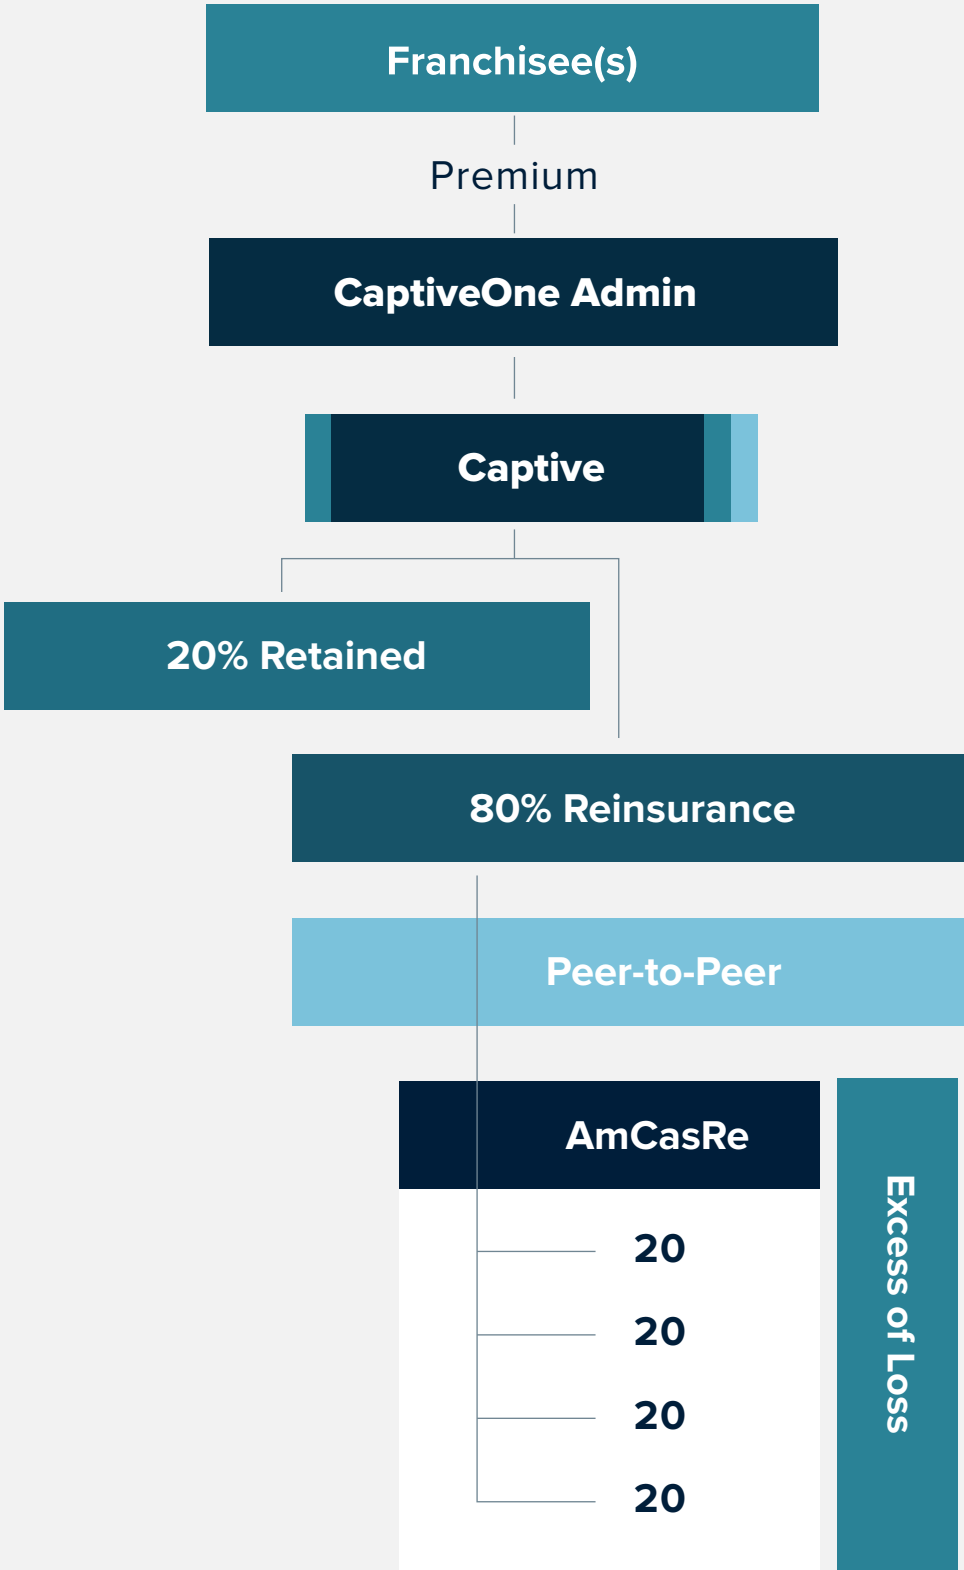 Franchisee(s)
Premium
CaptiveOne Admin
Captive
20% Retained
80% Reinsurance
Peer-to-Peer
AmCasRe
20
20
20
20
Excess of Loss